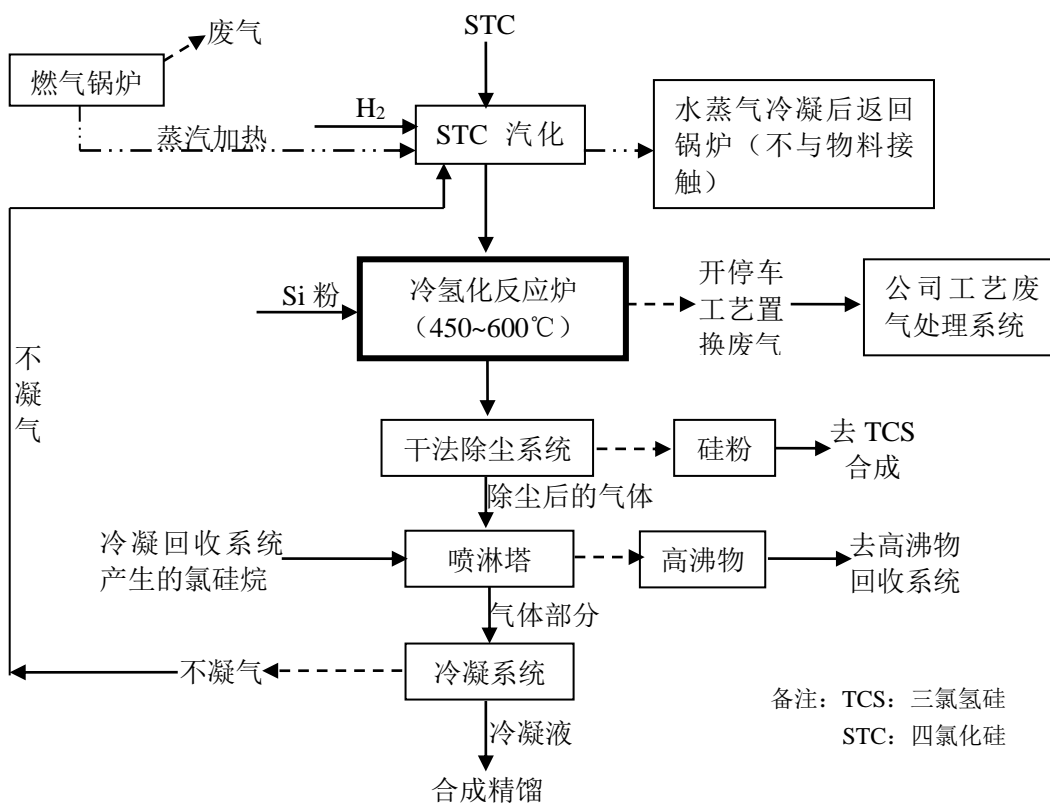 废气
STC
燃气锅炉
H₂
蒸汽加热
STC 汽化
水蒸气冷凝后返回
锅炉（不与物料接
触）
Si 粉
冷氢化反应炉
（450~600℃）
开停车
工艺置
换废气
公司工艺废
气处理系统
不
凝
气
干法除尘系统
硅粉
去 TCS
合成
除尘后的气体
冷凝回收系统
产生的氯硅烷
喷淋塔
高沸物
去高沸物
回收系统
气体部分
不凝气
冷凝系统
备注：TCS：三氯氢硅
STC：四氯化硅
冷凝液
合成精馏